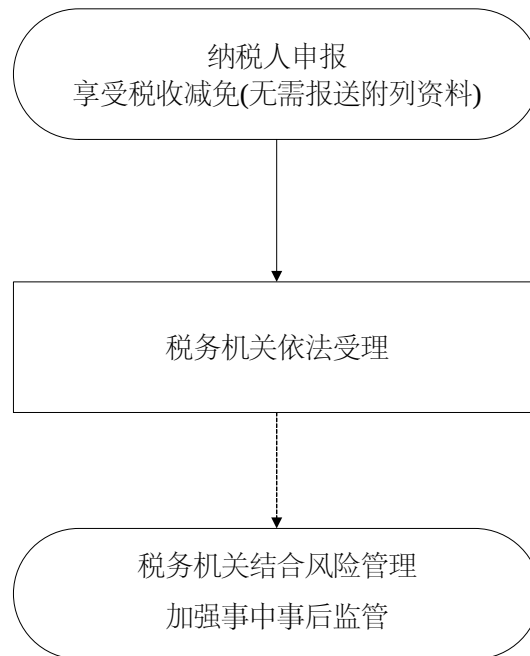 纳税人申报
享受税收减免(无需报送附列资料)
税务机关依法受理
税务机关结合风险管理
加强事中事后监管